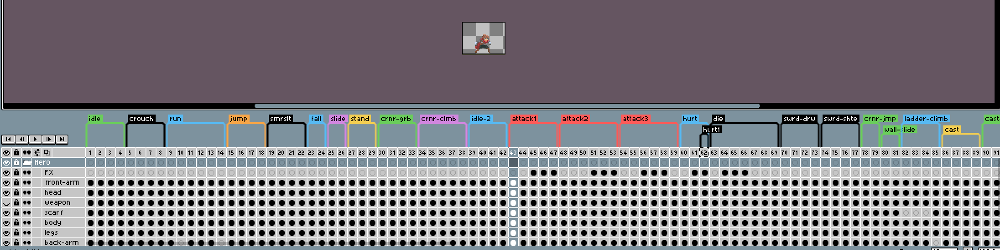 idle crouch run jump smrslt fall slide stand crnr-grb crnr-clmb idle-2 attack1 attack2 attack3 hurt die swrd-drw swrd-shte crnr-jmp ladder-climb cast
hurt1 wall-slide cast
1 2 3 4 5 6 7 8 9 10 11 12 13 14 15 16 17 18 19 20 21 22 23 24 25 26 27 28 29 30 31 32 33 34 35 36 37 38 39 40 41 42 43 44 45 46 47 48 49 50 51 52 53 54 55 56 57 58 59 60 61 62 63 64 65 66 67 68 69 70 71 72 73 74 75 76 77 78 79 80 81 82 83 84 85 86 87 88 89 90 91
Hero
FX
front-arm
head
weapon
scarf
body
legs
back-arm